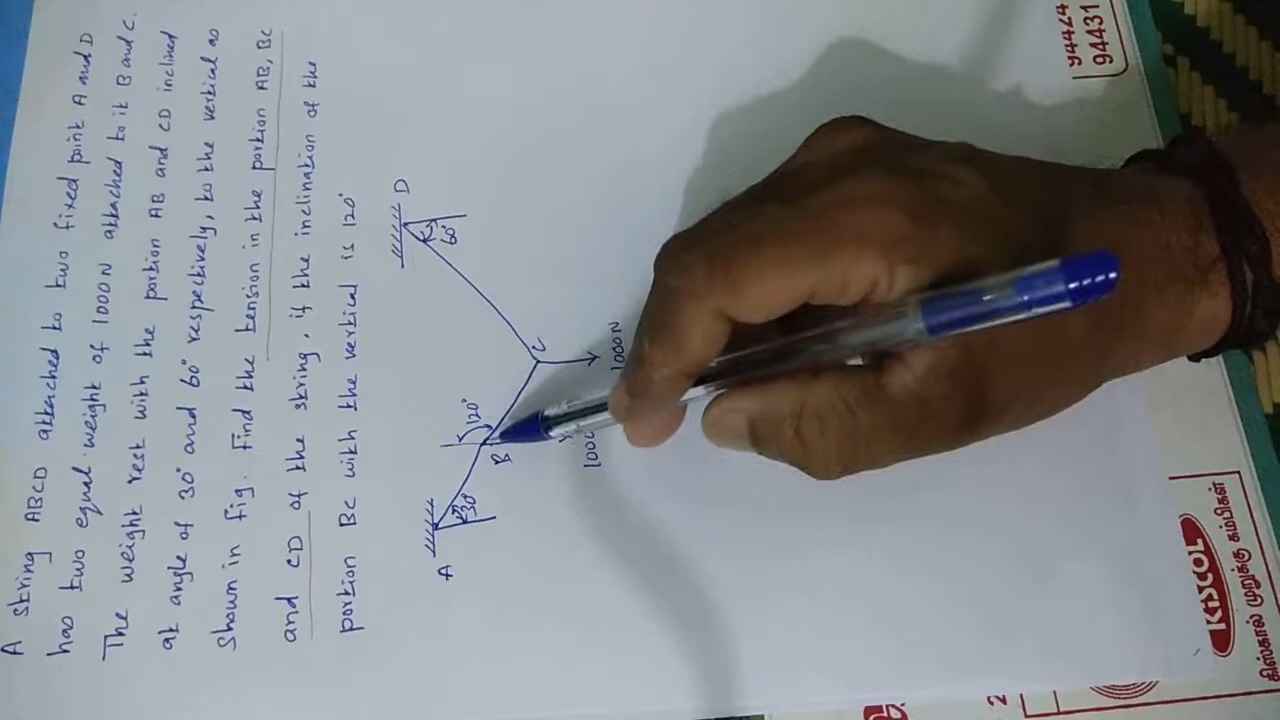 A string ABCD attached to two fixed point A and D
has two equal weight of 1000N attached to it B and C.
The weight rest with the portion AB and CD inclined
at angle of 30° and 60° respectively, to the vertical as
Shown in fig. Find the tension in the portion AB, BC
and CD of the string, if the inclination of the
portion BC with the vertical is 120°
A
30°
B
120°
C
D
60°
1000N
94424
94431
KISCOL
கிஸ்கால் முறுக்கு கம்பிகள்
2